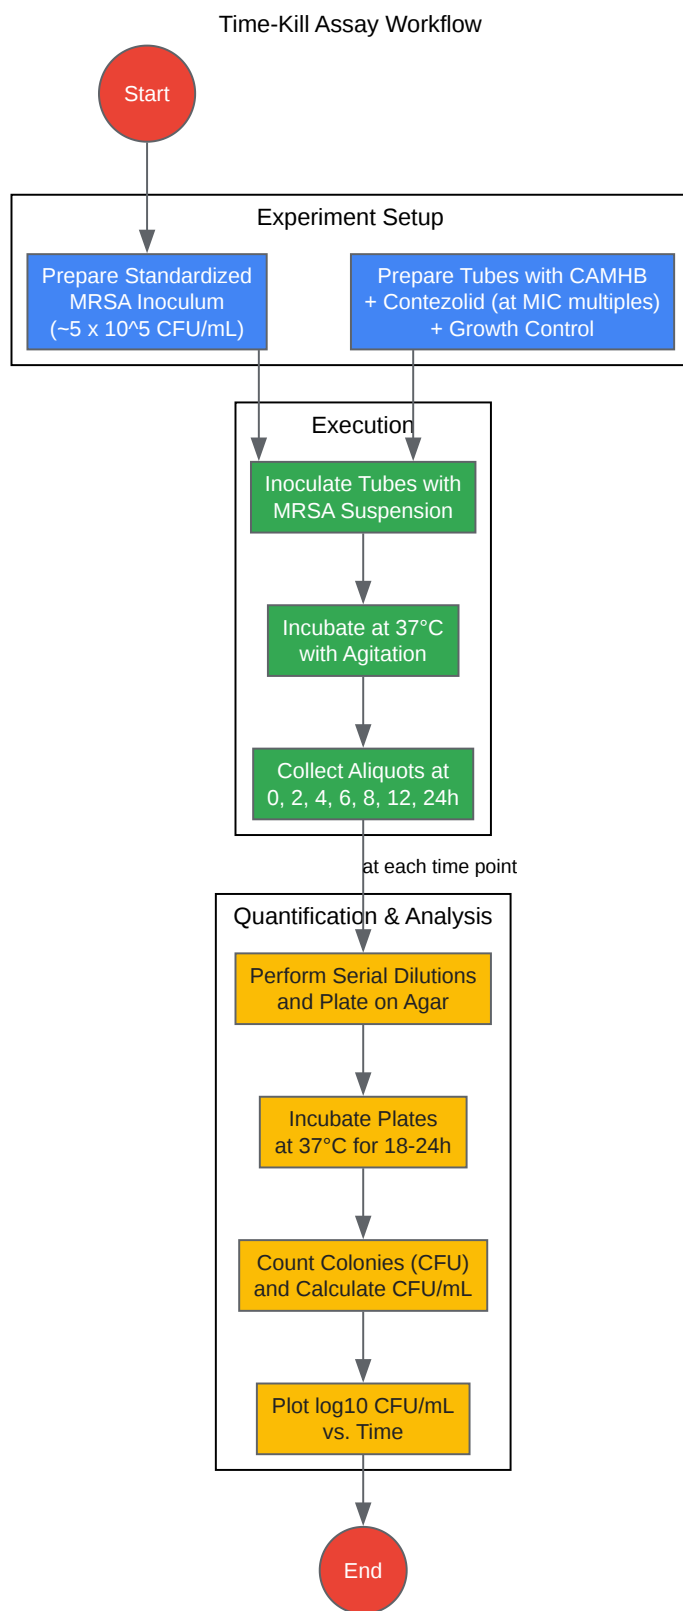 Time-Kill Assay Workflow
Start
Experiment Setup
Prepare Standardized
MRSA Inoculum
(~5 x 10^5 CFU/mL)
Prepare Tubes with CAMHB
+ Contezolid (at MIC multiples)
+ Growth Control
Execution
Inoculate Tubes with
MRSA Suspension
Incubate at 37°C
with Agitation
Collect Aliquots at
0, 2, 4, 6, 8, 12, 24h
at each time point
Quantification & Analysis
Perform Serial Dilutions
and Plate on Agar
Incubate Plates
at 37°C for 18-24h
Count Colonies (CFU)
and Calculate CFU/mL
Plot log10 CFU/mL
vs. Time
End